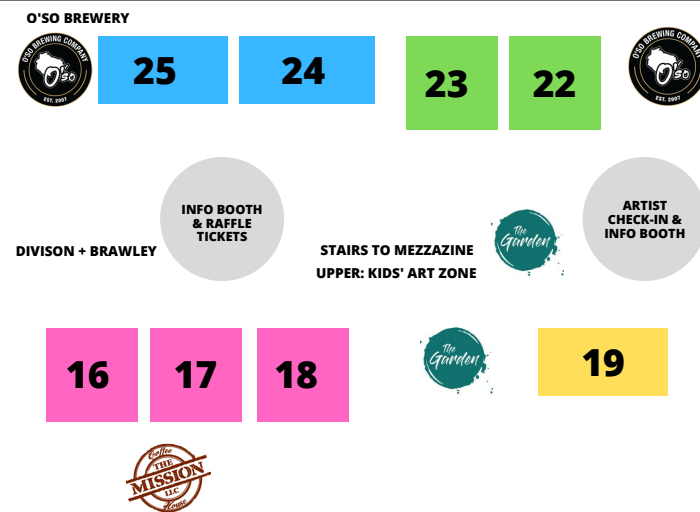 O'SO BREWERY
O'SO BREWING COMPANY
O'so
EST. 2007
25
24
23
22
O'SO BREWING COMPANY
O'so
EST. 2007
INFO BOOTH
& RAFFLE
TICKETS
ARTIST
CHECK-IN &
INFO BOOTH
The
Garden
DIVISON + BRAWLEY
STAIRS TO MEZZAZINE
UPPER: KIDS' ART ZONE
16
17
18
The
Garden
19
Coffee
THE
MISSION
LLC
House